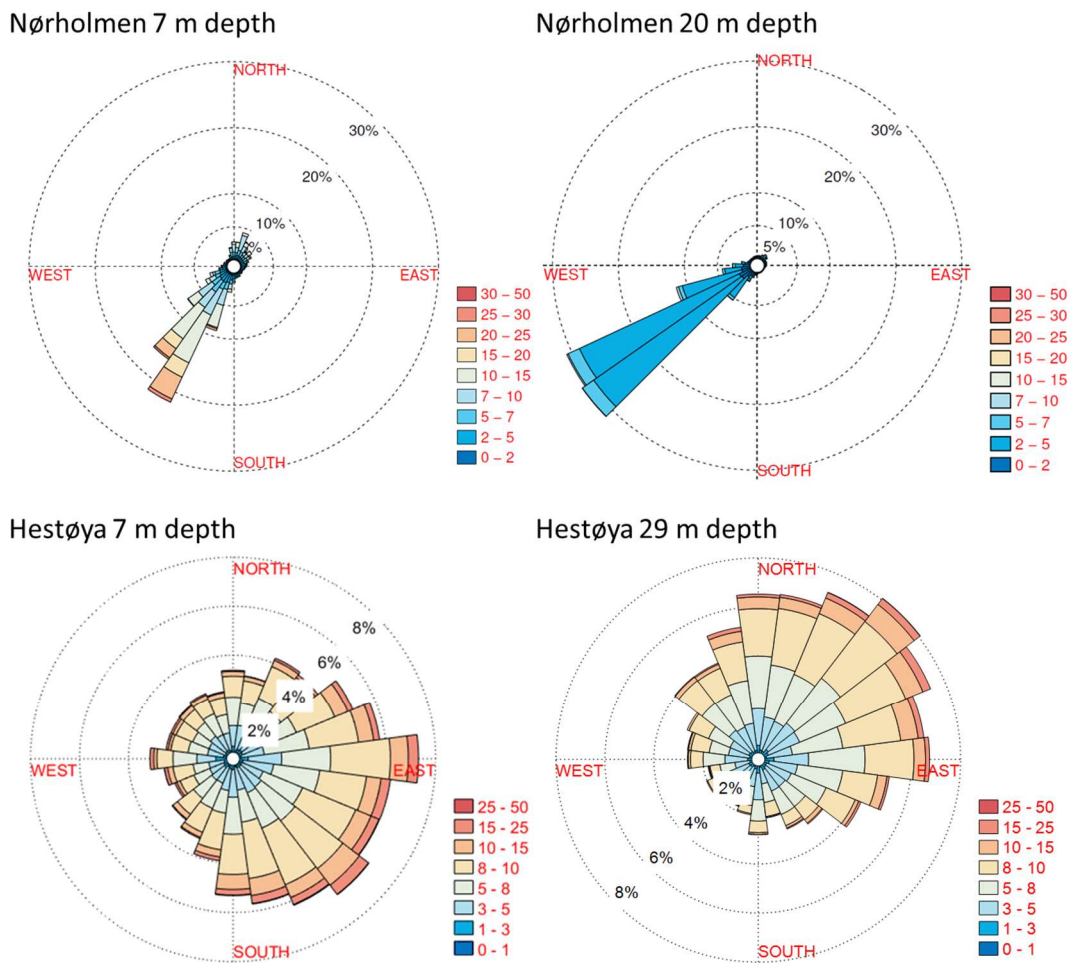 Nørholmen 7 m depth
NORTH
30%
20%
10%
%
WEST
EAST
SOUTH
30 – 50
25 – 30
20 – 25
15 – 20
10 – 15
7 – 10
5 – 7
2 – 5
0 – 2
Nørholmen 20 m depth
NORTH
30%
20%
10%
5%
WEST
EAST
SOUTH
30 – 50
25 – 30
20 – 25
15 – 20
10 – 15
7 – 10
5 – 7
2 – 5
0 – 2
Hestøya 7 m depth
NORTH
8%
6%
4%
2%
WEST
EAST
SOUTH
25 - 50
15 - 25
10 - 15
8 - 10
5 - 8
3 - 5
1 - 3
0 - 1
Hestøya 29 m depth
NORTH
WEST
EAST
2%
4%
6%
8%
SOUTH
25 - 50
15 - 25
10 - 15
8 - 10
5 - 8
3 - 5
1 - 3
0 - 1